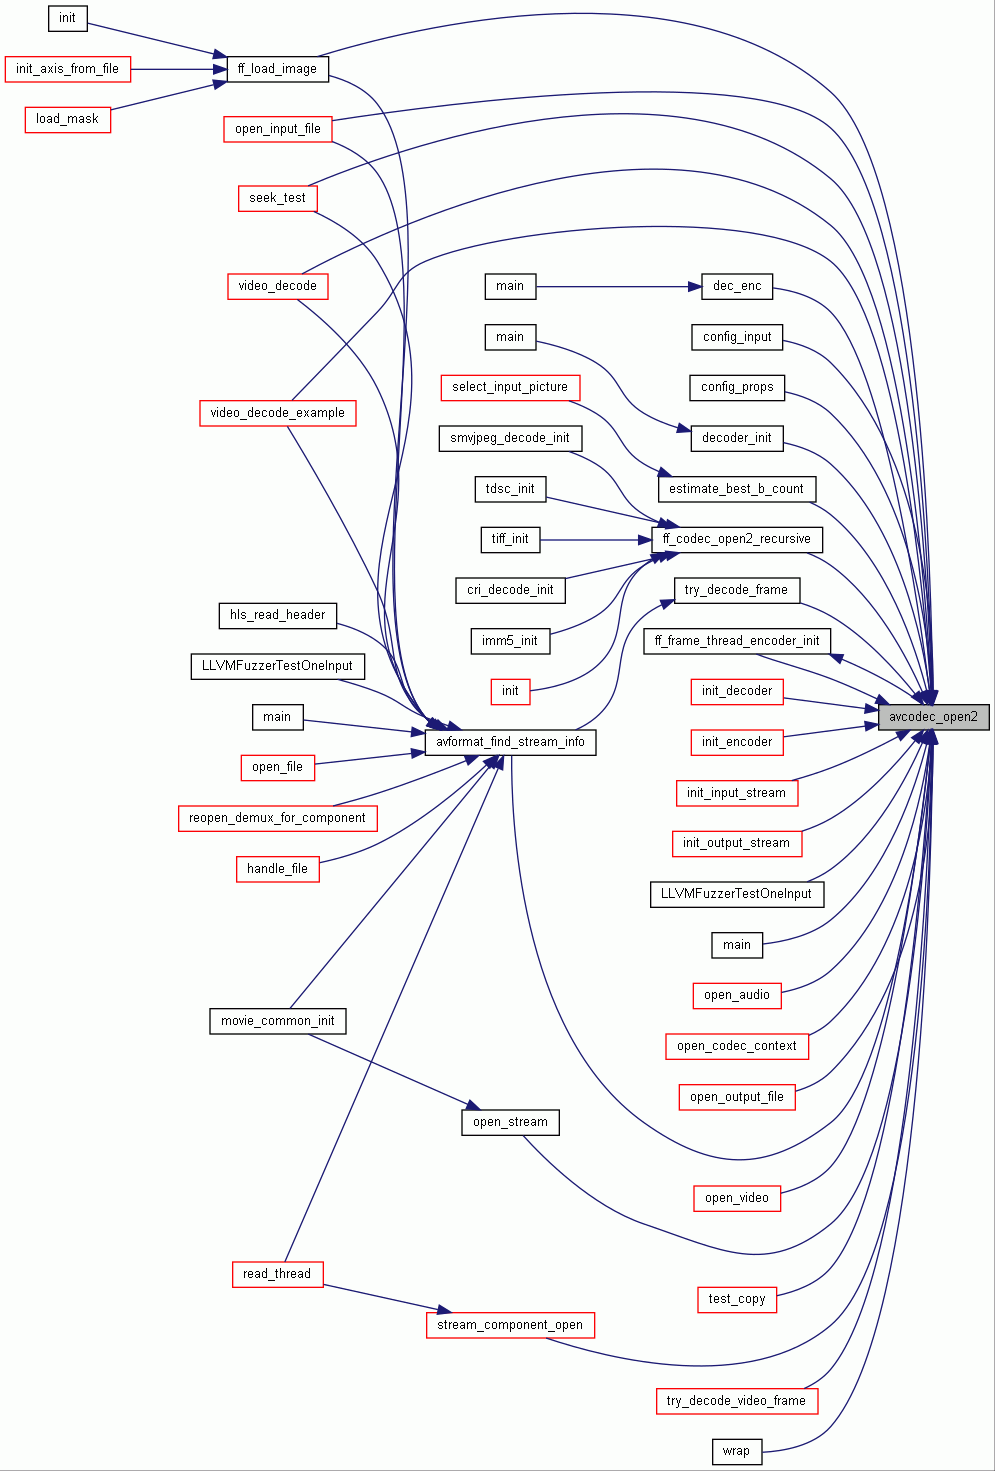 init
init_axis_from_file
ff_load_image
load_mask
open_input_file
seek_test
video_decode
main
dec_enc
main
config_input
select_input_picture
config_props
video_decode_example
smvjpeg_decode_init
decoder_init
tdsc_init
estimate_best_b_count
tiff_init
ff_codec_open2_recursive
cri_decode_init
try_decode_frame
hls_read_header
imm5_init
ff_frame_thread_encoder_init
LLVMFuzzerTestOneInput
init
init_decoder
main
avcodec_open2
avformat_find_stream_info
init_encoder
open_file
init_input_stream
reopen_demux_for_component
init_output_stream
handle_file
LLVMFuzzerTestOneInput
main
open_audio
movie_common_init
open_codec_context
open_output_file
open_stream
open_video
read_thread
test_copy
stream_component_open
try_decode_video_frame
wrap